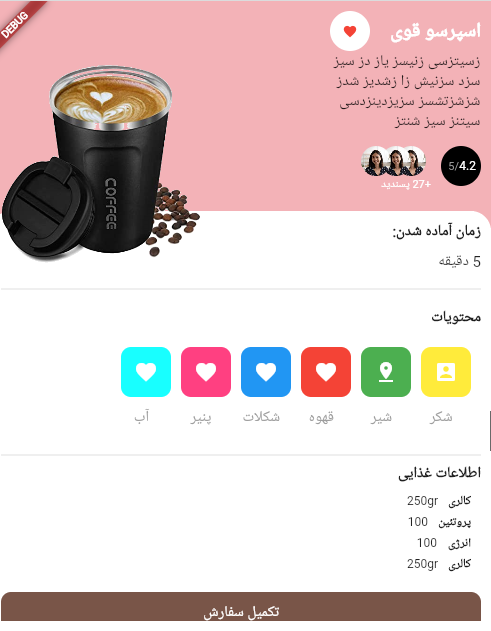 DEBUG
اسپرسو قوی
زسیتزسی زنیسز یاز دز سیز
سزد سزنیش زا زشدیز شدز
شزشزتشسز سزیزدینزدسی
سیتنز سیز شنتز
4.2/5
+27 پسندید
COFFEE
زمان آماده شدن:
5 دقیقه
محتویات
شکر شیر قهوه شکلات پنیر آب
اطلاعات غذایی
کالری 250gr
پروتئین 100
انرژی 100
کالری 250gr
تکمیل سفارش